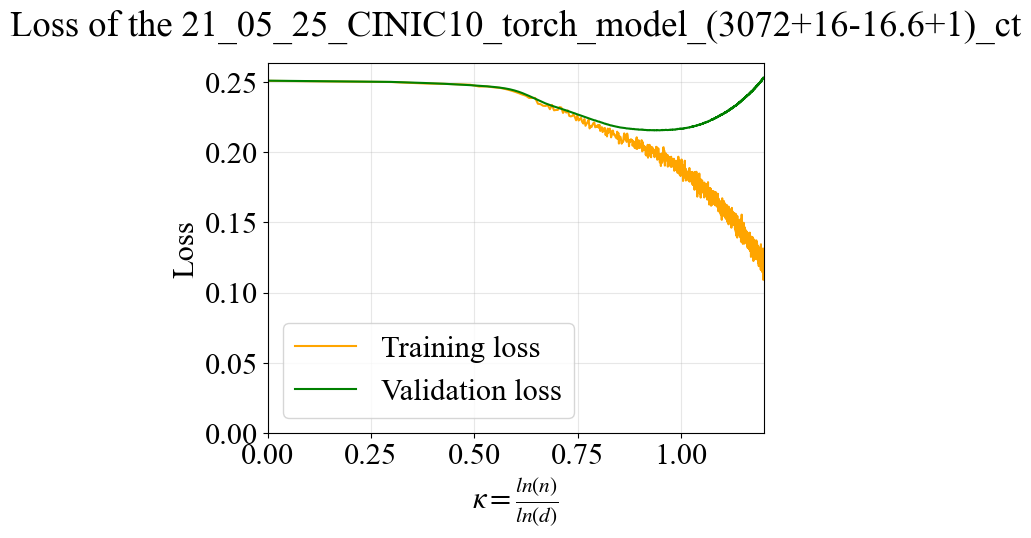 Loss of the 21_05_25_CINIC10_torch_model_(3072+16-16.6+1)_ct
0.25
0.20
0.15
0.10
0.05
0.00
Loss
Training loss
Validation loss
0.00 0.25 0.50 0.75 1.00
κ = ln(n)/ln(d)